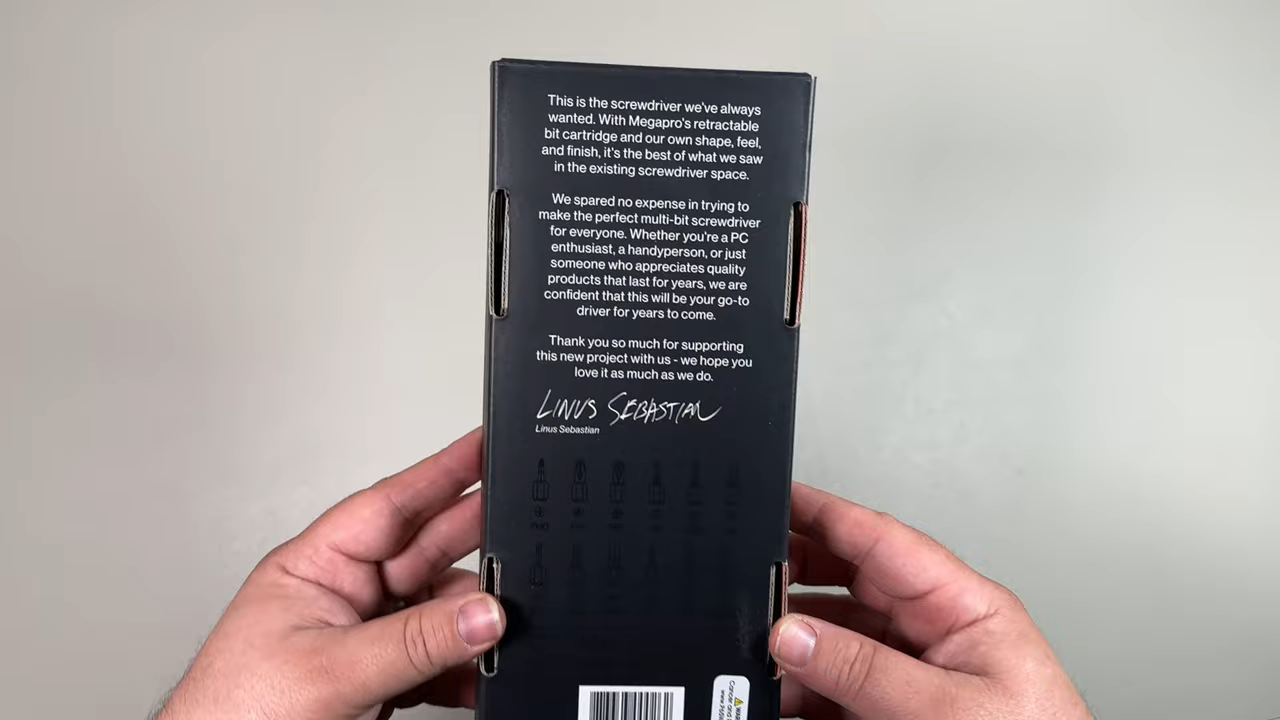 This is the screwdriver we've always
wanted. With Megapro's retractable
bit cartridge and our own shape, feel,
and finish, it's the best of what we saw
in the existing screwdriver space.
We spared no expense in trying to
make the perfect multi-bit screwdriver
for everyone. Whether you're a PC
enthusiast, a handyperson, or just
someone who appreciates quality
products that last for years, we are
confident that this will be your go-to
driver for years to come.
Thank you so much for supporting
this new project with us - we hope you
love it as much as we do.
LINUS SEBASTIAN
Linus Sebastian